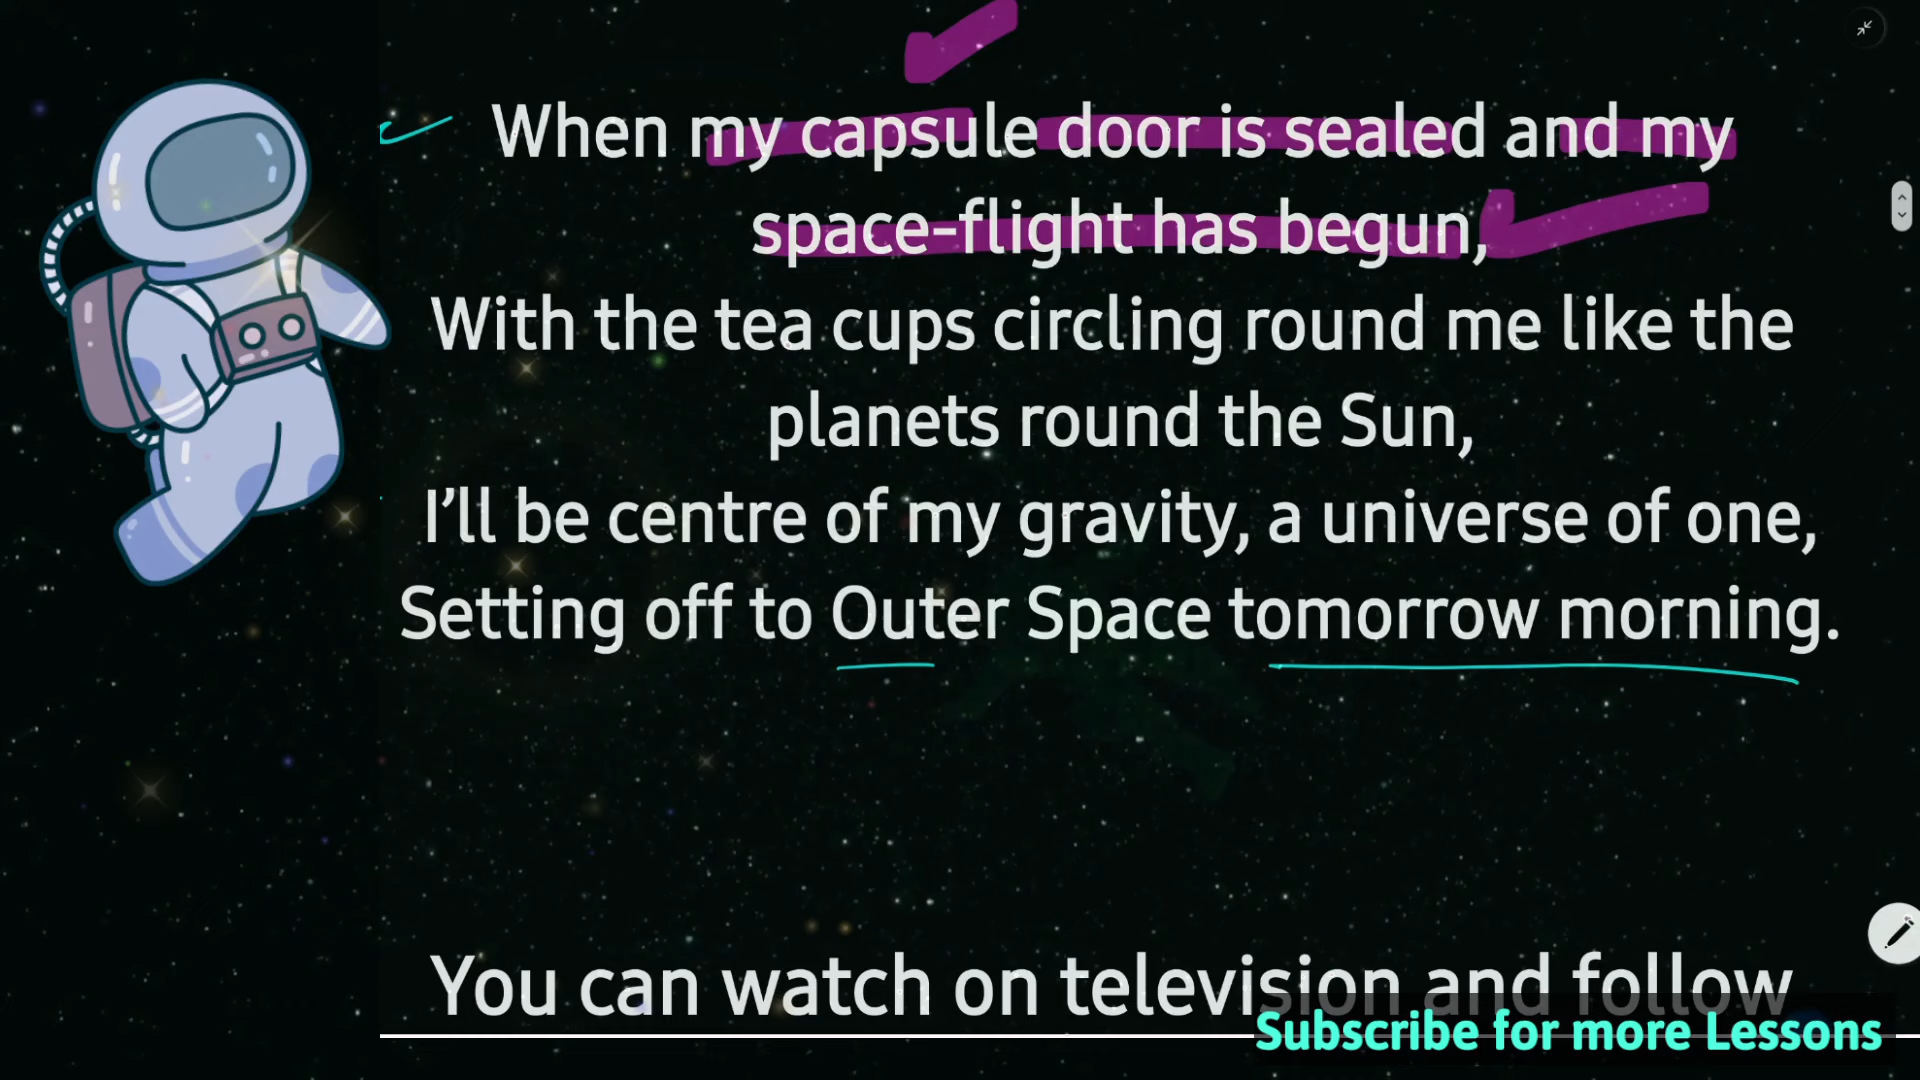 When my capsule door is sealed and my
space-flight has begun,
With the tea cups circling round me like the
planets round the Sun,
I’ll be centre of my gravity, a universe of one,
Setting off to Outer Space tomorrow morning.
You can watch on television and follow
Subscribe for more Lessons